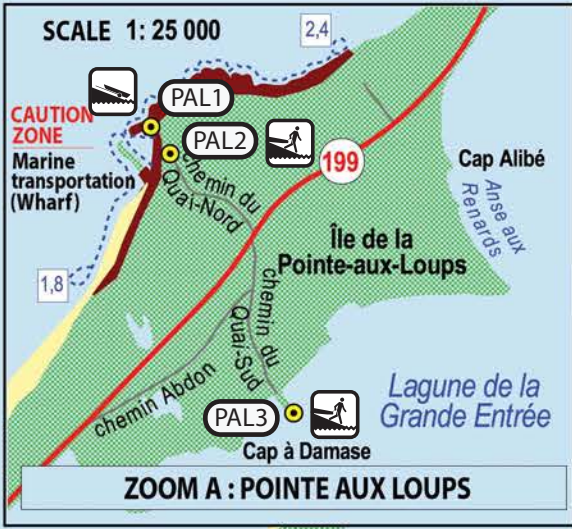 SCALE 1: 25 000
2,4
PAL1
CAUTION
ZONE
PAL2
Marine
transportation
(Wharf)
199
Cap Alibé
chemin du
Quai-Nord
Anse aux
Renards
Île de la
Pointe-aux-Loups
1,8
chemin du
Quai-Sud
chemin Abdon
Lagune de la
Grande Entrée
PAL3
Cap à Damase
ZOOM A : POINTE AUX LOUPS